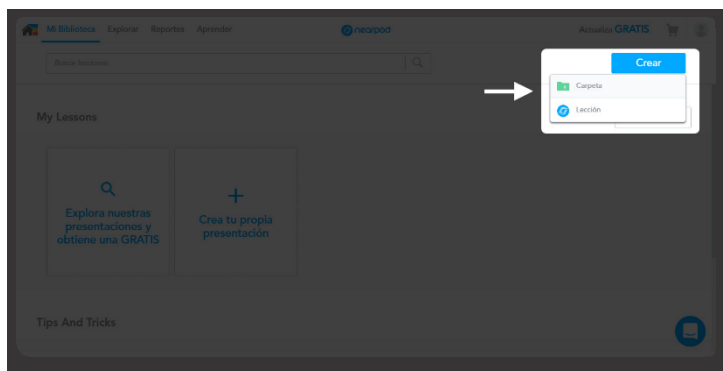 Mi Biblioteca Explorar Reportes Aprender nearpod Actualiza GRATIS
Buscar lecciones
Crear
Carpeta
Lección
My Lessons
Explora nuestras
presentaciones y
obtiene una GRATIS
Crea tu propia
presentación
Tips And Tricks